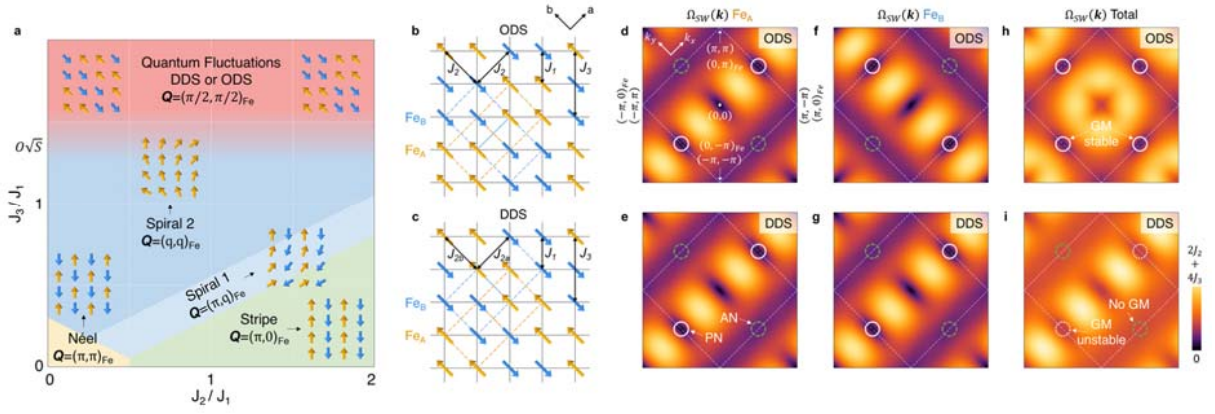 a
Quantum Fluctuations
DDS or ODS
Q=(π/2,π/2)Fe
O√S
J3 / J1
1
0
Spiral 2
Q=(q,q)Fe
Spiral 1
Q=(π,q)Fe
Néel
Q=(π,π)Fe
Stripe
Q=(π,0)Fe
0
1
2
J2 / J1
b
a
b
ODS
J2
J2
J1
J3
FeB
FeA
c
DDS
J2b
J2a
J1
J3
FeB
FeA
ΩSW(k) FeA
d
ODS
ky
kx
(π,π)
(0,π)Fe
(0,0)
(0,−π)Fe
(−π,−π)
(−π,0)Fe
(−π,π)
(π,−π)
(π,0)Fe
e
DDS
AN
PN
ΩSW(k) FeB
f
ODS
g
DDS
ΩSW(k) Total
h
ODS
GM
stable
i
DDS
No GM
GM
unstable
2J2
+
4J3
0